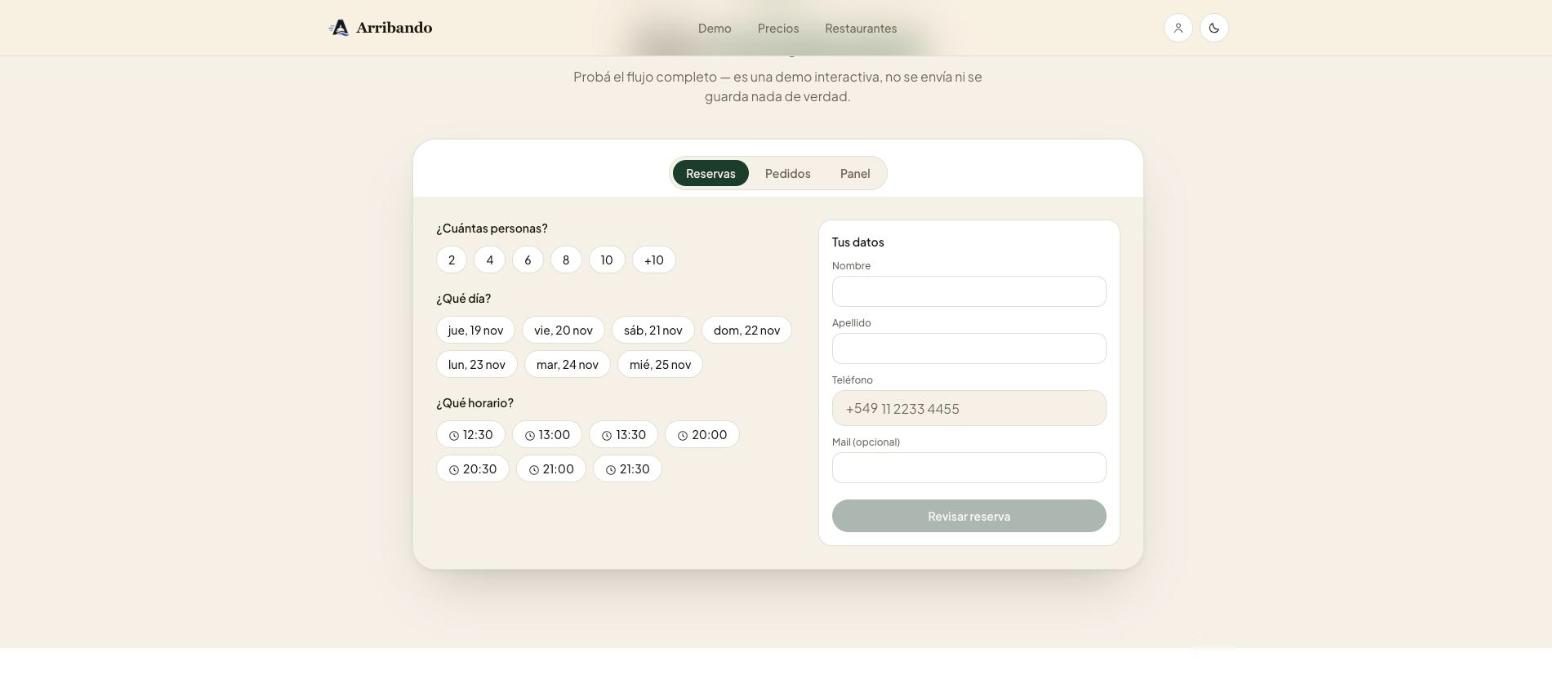 Arribando
Demo
Precios
Restaurantes
Probá el flujo completo — es una demo interactiva, no se envía ni se
guarda nada de verdad.
Reservas
Pedidos
Panel
¿Cuántas personas?
2
4
6
8
10
+10
¿Qué día?
jue, 19 nov
vie, 20 nov
sáb, 21 nov
dom, 22 nov
lun, 23 nov
mar, 24 nov
mié, 25 nov
¿Qué horario?
12:30
13:00
13:30
20:00
20:30
21:00
21:30
Tus datos
Nombre
Apellido
Teléfono
+549 11 2233 4455
Mail (opcional)
Revisar reserva